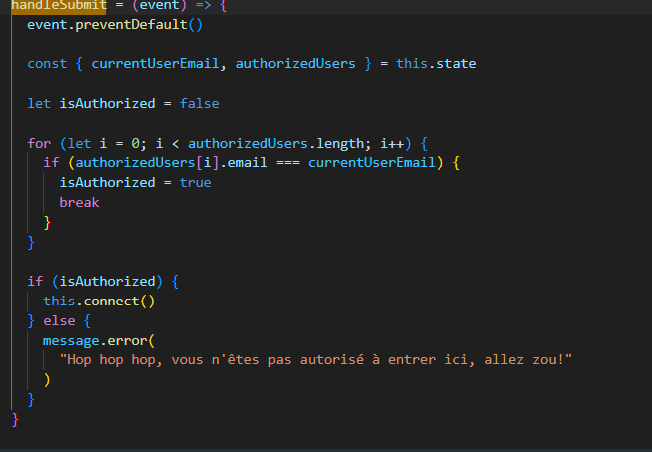 handleSubmit = (event) => {
event.preventDefault()
const { currentUserEmail, authorizedUsers } = this.state
let isAuthorized = false
for (let i = 0; i < authorizedUsers.length; i++) {
if (authorizedUsers[i].email === currentUserEmail) {
isAuthorized = true
break
}
}
if (isAuthorized) {
this.connect()
} else {
message.error(
"Hop hop hop, vous n'êtes pas autorisé à entrer ici, allez zou!"
)
}
}